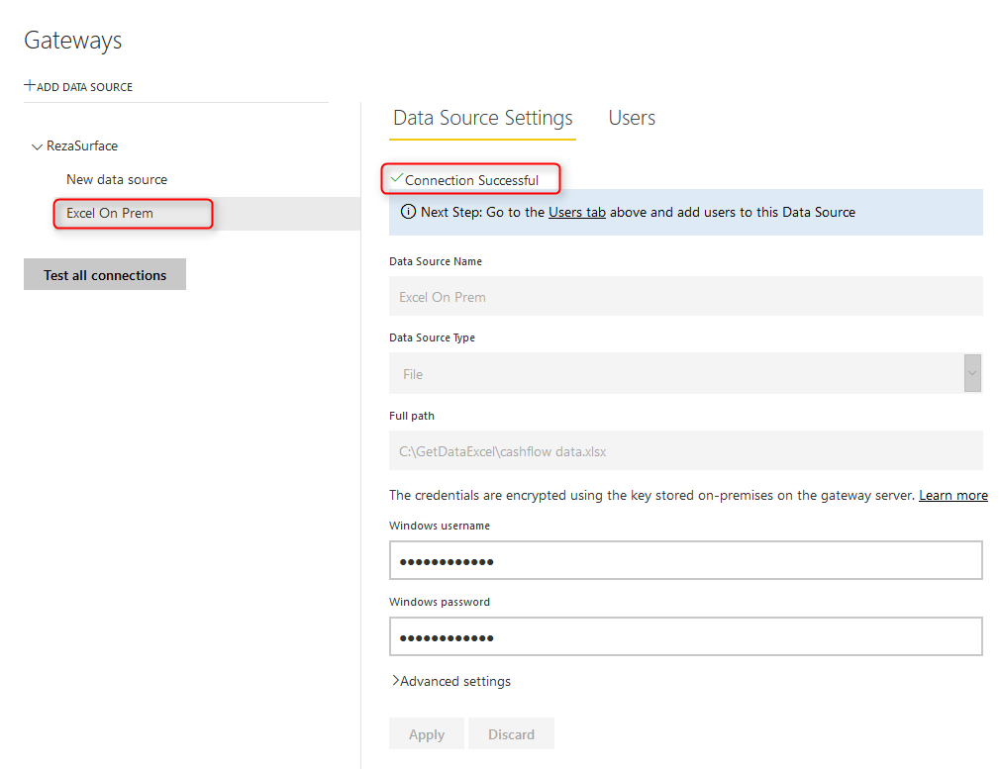 Gateways
+ADD DATA SOURCE
RezaSurface
New data source
Excel On Prem
Test all connections
Data Source Settings
Users
Connection Successful
Next Step: Go to the Users tab above and add users to this Data Source
Data Source Name
Excel On Prem
Data Source Type
File
Full path
C:\GetDataExcel\cashflow data.xlsx
The credentials are encrypted using the key stored on-premises on the gateway server. Learn more
Windows username
••••••••••••
Windows password
••••••••••••
Advanced settings
Apply
Discard